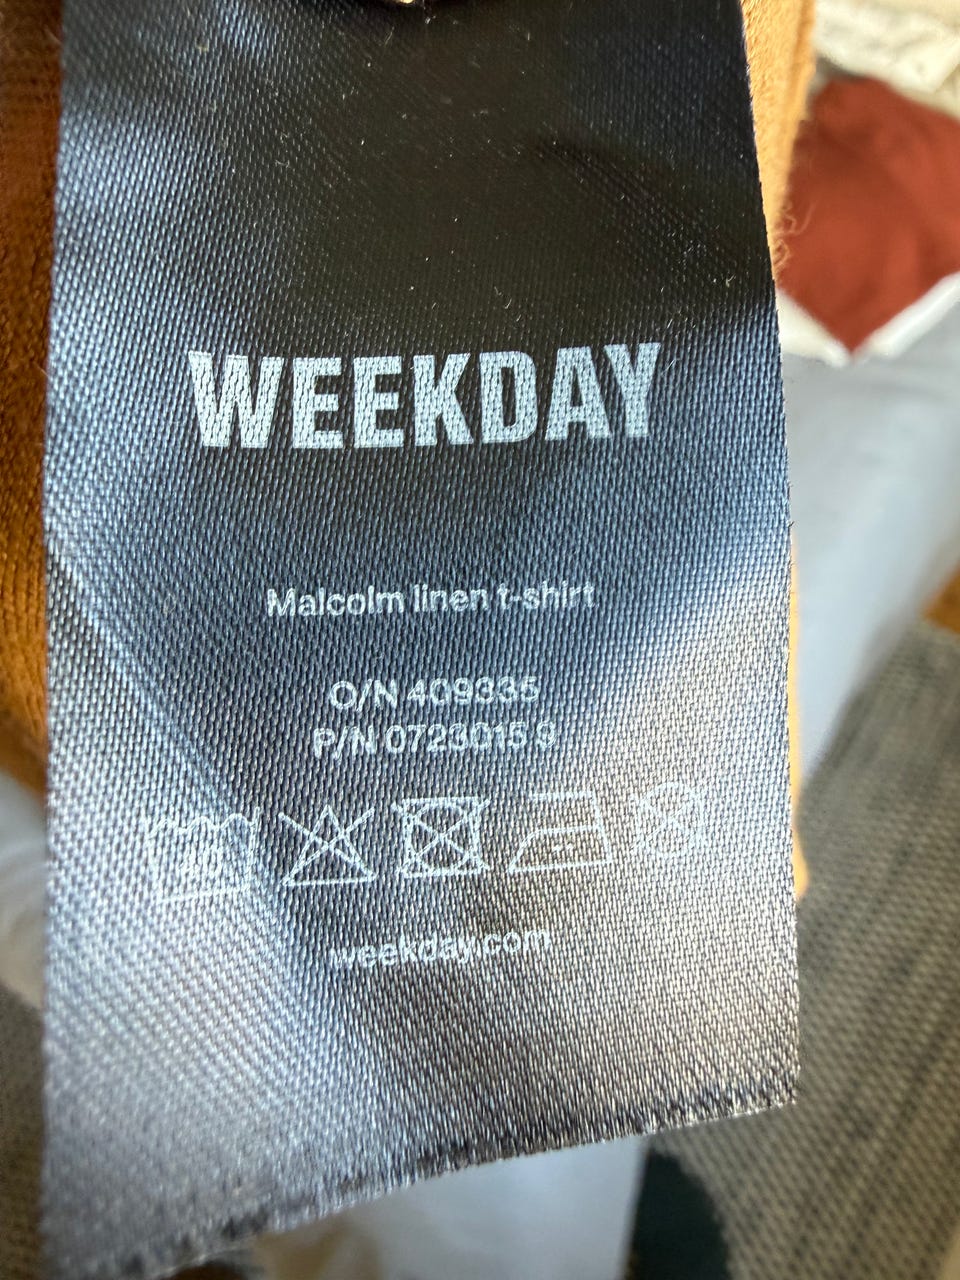 WEEKDAY
Malcolm linen t-shirt
O/N 409335
P/N 0723015 9
weekday.com